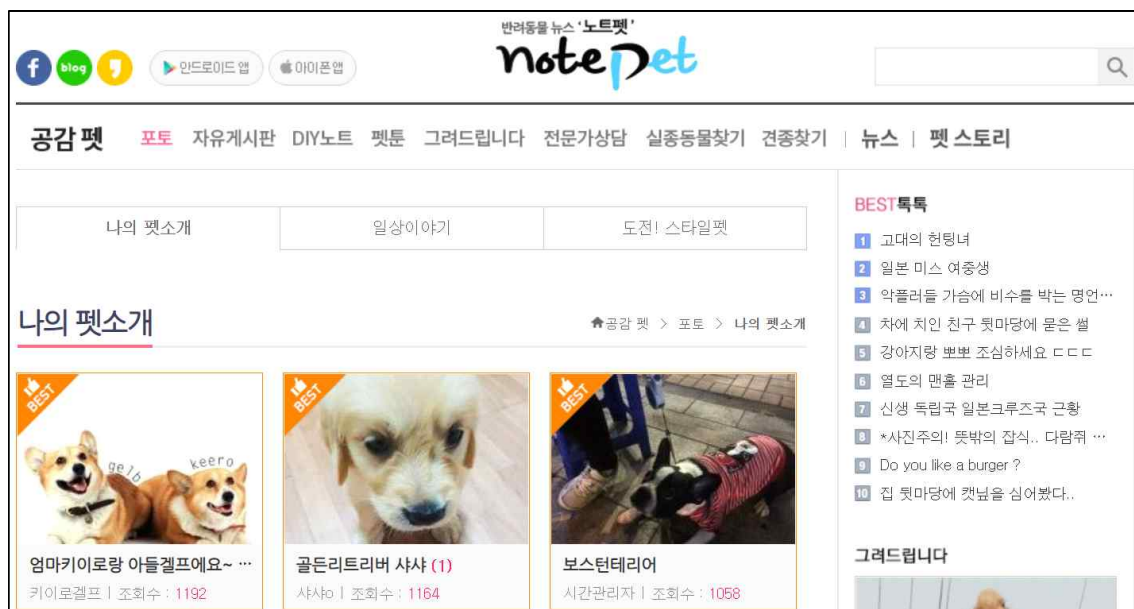 반려동물 뉴스 '노트펫'
notepet
f blog 안드로이드 앱 아이폰 앱
공감 펫 포토 자유게시판 DIY노트 펫툰 그려드립니다 전문가상담 실종동물찾기 견종찾기 | 뉴스 | 펫 스토리
나의 펫소개 일상이야기 도전! 스타일펫
나의 펫소개
공감 펫 > 포토 > 나의 펫소개
BEST BEST BEST
gelb keero
엄마키이로랑 아들겔프에요~ …
키이로겔프 | 조회수 : 1192
골든리트리버 샤샤 (1)
샤샤o | 조회수 : 1164
보스턴테리어
시간관리자 | 조회수 : 1058
BEST톡톡
1 고대의 헌팅녀
2 일본 미스 여중생
3 악플러들 가슴에 비수를 박는 명언…
4 차에 치인 친구 뒷마당에 묻은 썰
5 강아지랑 뽀뽀 조심하세요 ㄷㄷㄷ
6 열도의 맨홀 관리
7 신생 독립국 일본크루즈국 근황
8 *사진주의! 뜻밖의 잡식.. 다람쥐 …
9 Do you like a burger ?
10 집 뒷마당에 캣닢을 심어봤다..
그려드립니다